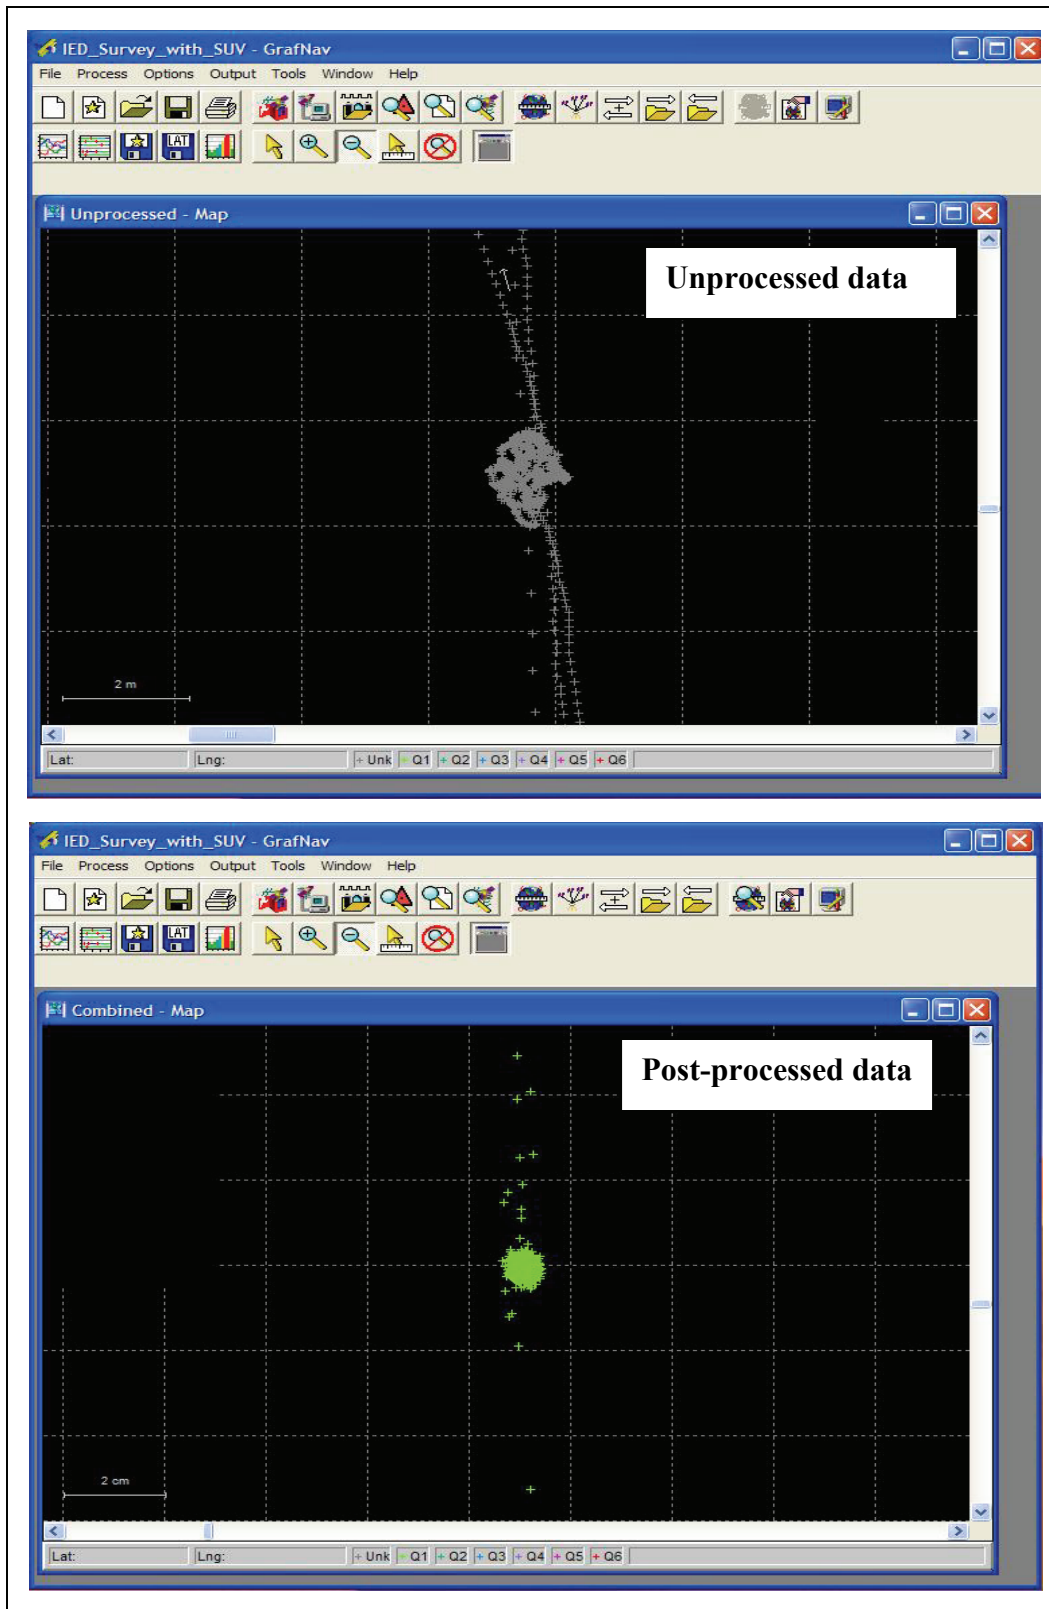 IED_Survey_with_SUV - GrafNav
File Process Options Output Tools Window Help
LAT
Unprocessed - Map
Unprocessed data
2 m
Lat: Lng: + Unk + Q1 + Q2 + Q3 + Q4 + Q5 + Q6
IED_Survey_with_SUV - GrafNav
File Process Options Output Tools Window Help
LAT
Combined - Map
Post-processed data
2 cm
Lat: Lng: + Unk + Q1 + Q2 + Q3 + Q4 + Q5 + Q6